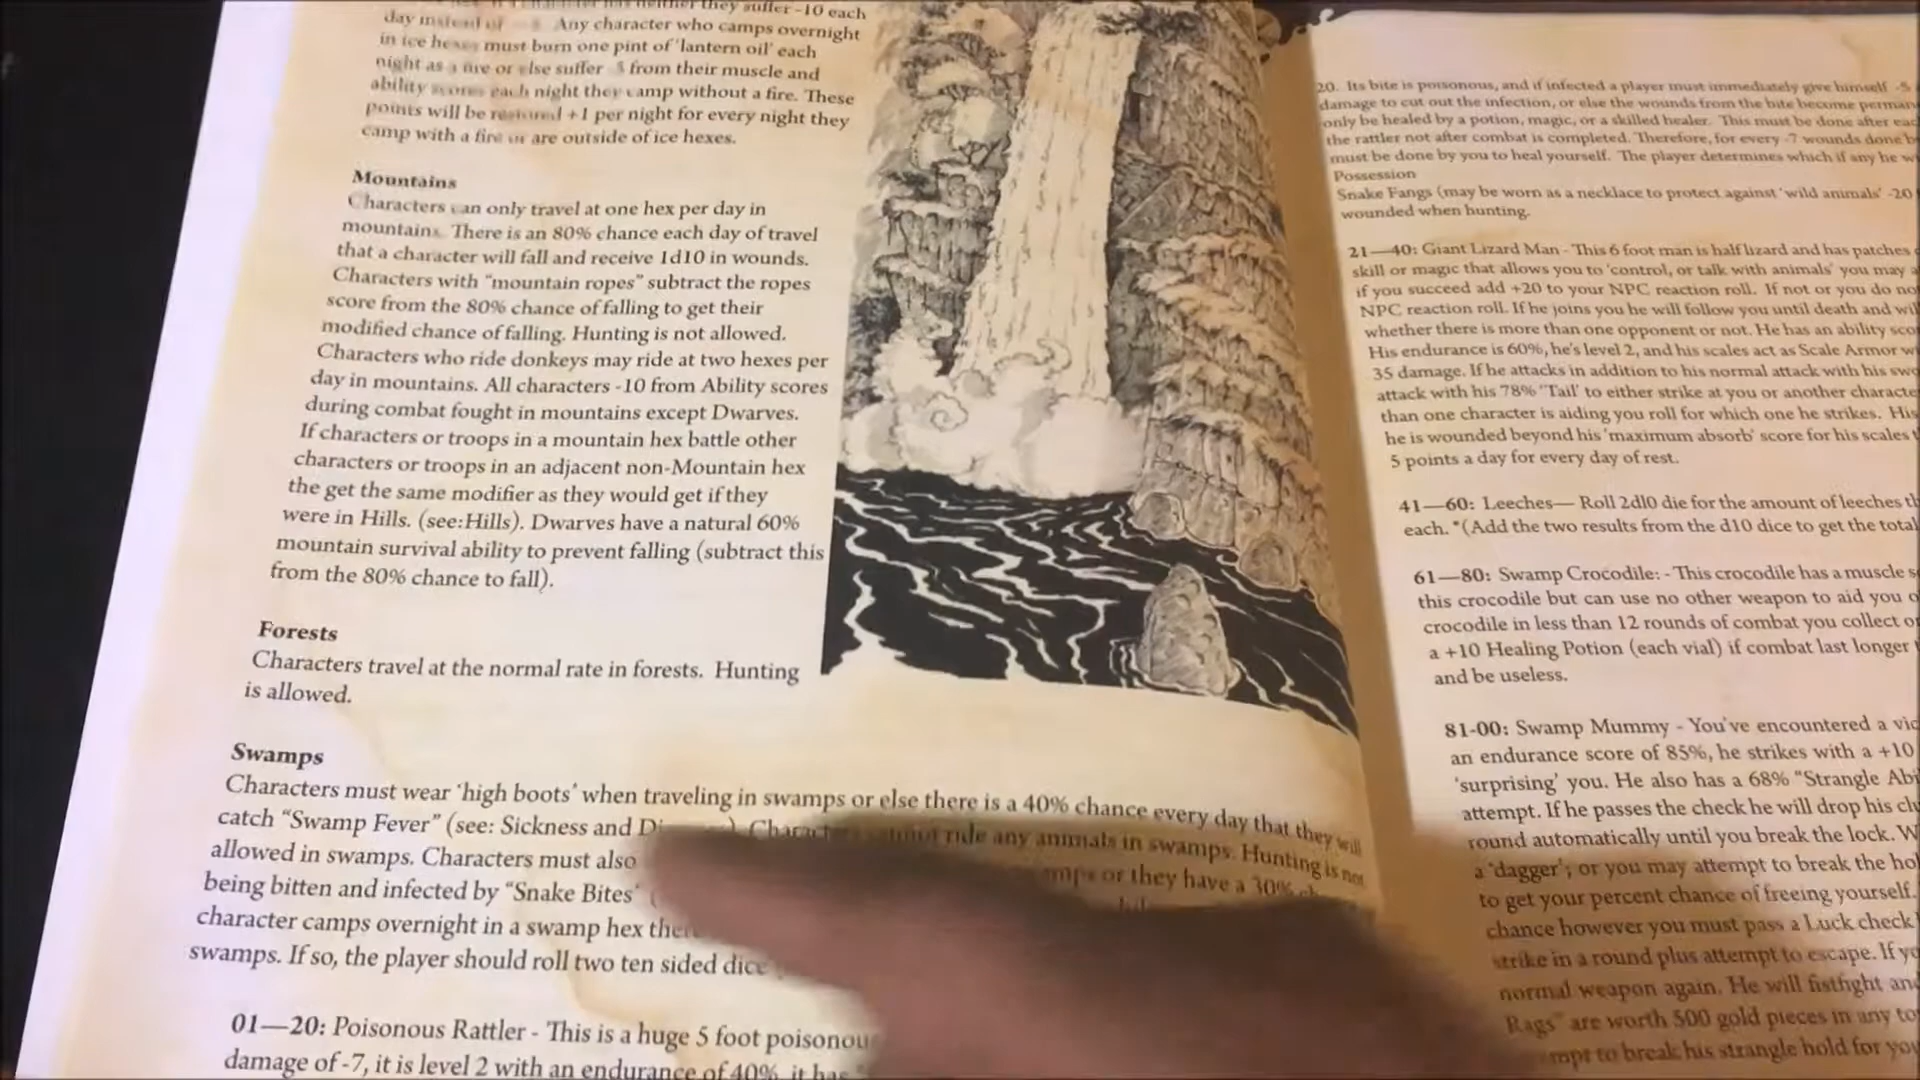 they suffer -10 each
day instead of Any character who camps overnight
in ice hexes must burn one pint of 'lantern oil' each
night as a fire or else suffer -5 from their muscle and
ability scores each night they camp without a fire. These
points will be restored +1 per night for every night they
camp with a fire or are outside of ice hexes.
Mountains
Characters can only travel at one hex per day in
mountains. There is an 80% chance each day of travel
that a character will fall and receive 1d10 in wounds.
Characters with "mountain ropes" subtract the ropes
score from the 80% chance of falling to get their
modified chance of falling. Hunting is not allowed.
Characters who ride donkeys may ride at two hexes per
day in mountains. All characters -10 from Ability scores
during combat fought in mountains except Dwarves.
If characters or troops in a mountain hex battle other
characters or troops in an adjacent non-Mountain hex
the get the same modifier as they would get if they
were in Hills. (see:Hills). Dwarves have a natural 60%
mountain survival ability to prevent falling (subtract this
from the 80% chance to fall).
Forests
Characters travel at the normal rate in forests. Hunting
is allowed.
Swamps
Characters must wear 'high boots' when traveling in swamps or else there is a 40% chance every day that they will
catch "Swamp Fever" (see: Sickness and Characters cannot ride any animals in swamps. Hunting is not
allowed in swamps. Characters must also or they have a 30%
being bitten and infected by "Snake Bites"
character camps overnight in a swamp hex
swamps. If so, the player should roll two ten sided dice
01—20: Poisonous Rattler - This is a huge 5 foot poisonous
damage of -7, it is level 2 with an endurance of 40%, it has
20. Its bite is poisonous, and if infected a player must immediately give himself -5
damage to cut out the infection, or else the wounds from the bite become
only be healed by a potion, magic, or a skilled healer. This must be done after
the rattler not after combat is completed. Therefore, for every -7 wounds done
must be done by you to heal yourself. The player determines which if any he
Possession
Snake Fangs (may be worn as a necklace to protect against 'wild animals' -20
wounded when hunting.
21—40: Giant Lizard Man - This 6 foot man is half lizard and has patches
skill or magic that allows you to 'control, or talk with animals' you may
if you succeed add +20 to your NPC reaction roll. If not or you do
NPC reaction roll. If he joins you he will follow you until death and
whether there is more than one opponent or not. He has an ability
His endurance is 60%, he's level 2, and his scales act as Scale Armor
35 damage. If he attacks in addition to his normal attack with his
attack with his 78% "Tail' to either strike at you or another
than one character is aiding you roll for which one he strikes. His
he is wounded beyond his 'maximum absorb' score for his scales
5 points a day for every day of rest.
41—60: Leeches— Roll 2d10 die for the amount of leeches
each. *(Add the two results from the d10 dice to get the total
61—80: Swamp Crocodile: - This crocodile has a muscle
this crocodile but can use no other weapon to aid you
crocodile in less than 12 rounds of combat you collect
a +10 Healing Potion (each vial) if combat last longer
and be useless.
81-00: Swamp Mummy - You've encountered a
an endurance score of 85%, he strikes with a +10
'surprising' you. He also has a 68% "Strangle
attempt. If he passes the check he will drop his
round automatically until you break the lock.
a 'dagger'; or you may attempt to break the
to get your percent chance of freeing yourself.
chance however you must pass a Luck check
strike in a round plus attempt to escape. If
normal weapon again. He will fistfight
Rags" are worth 500 gold pieces in any
to break his strangle hold for